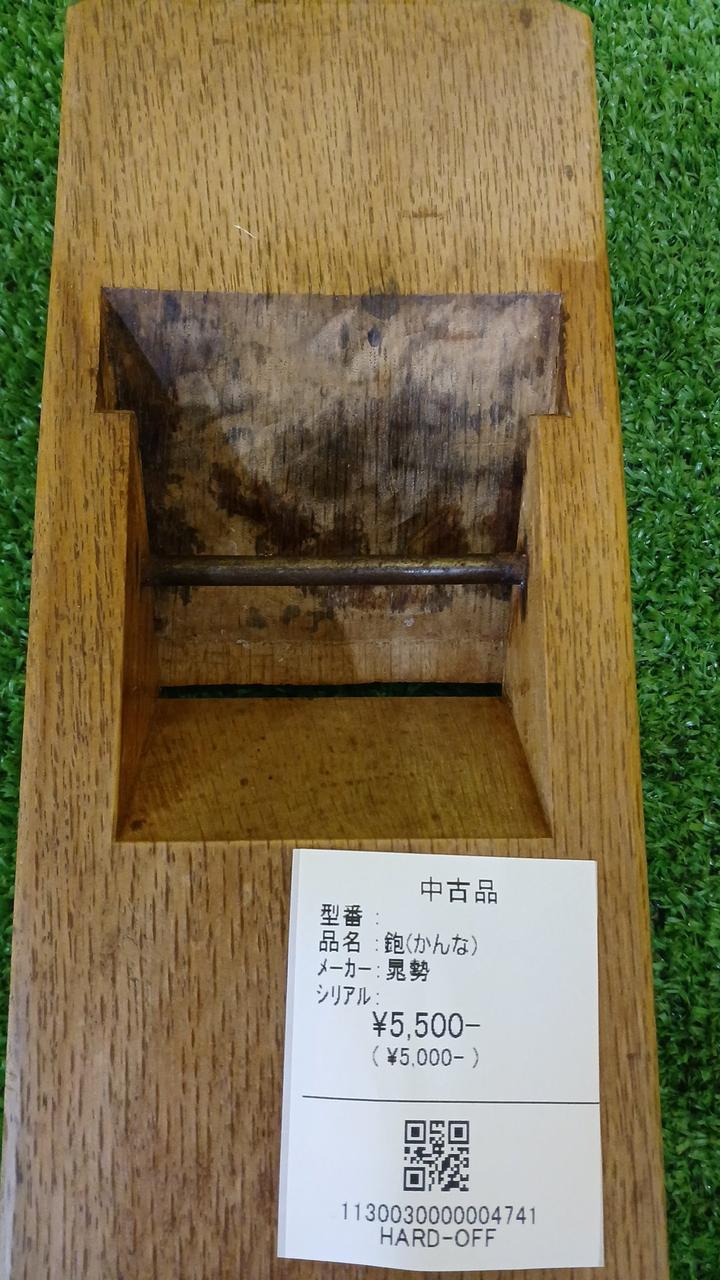 中古品
型番 :
品名 : 鉋(かんな)
メーカー : 晃勢
シリアル :
¥5,500-
( ¥5,000- )
1130030000004741
HARD-OFF